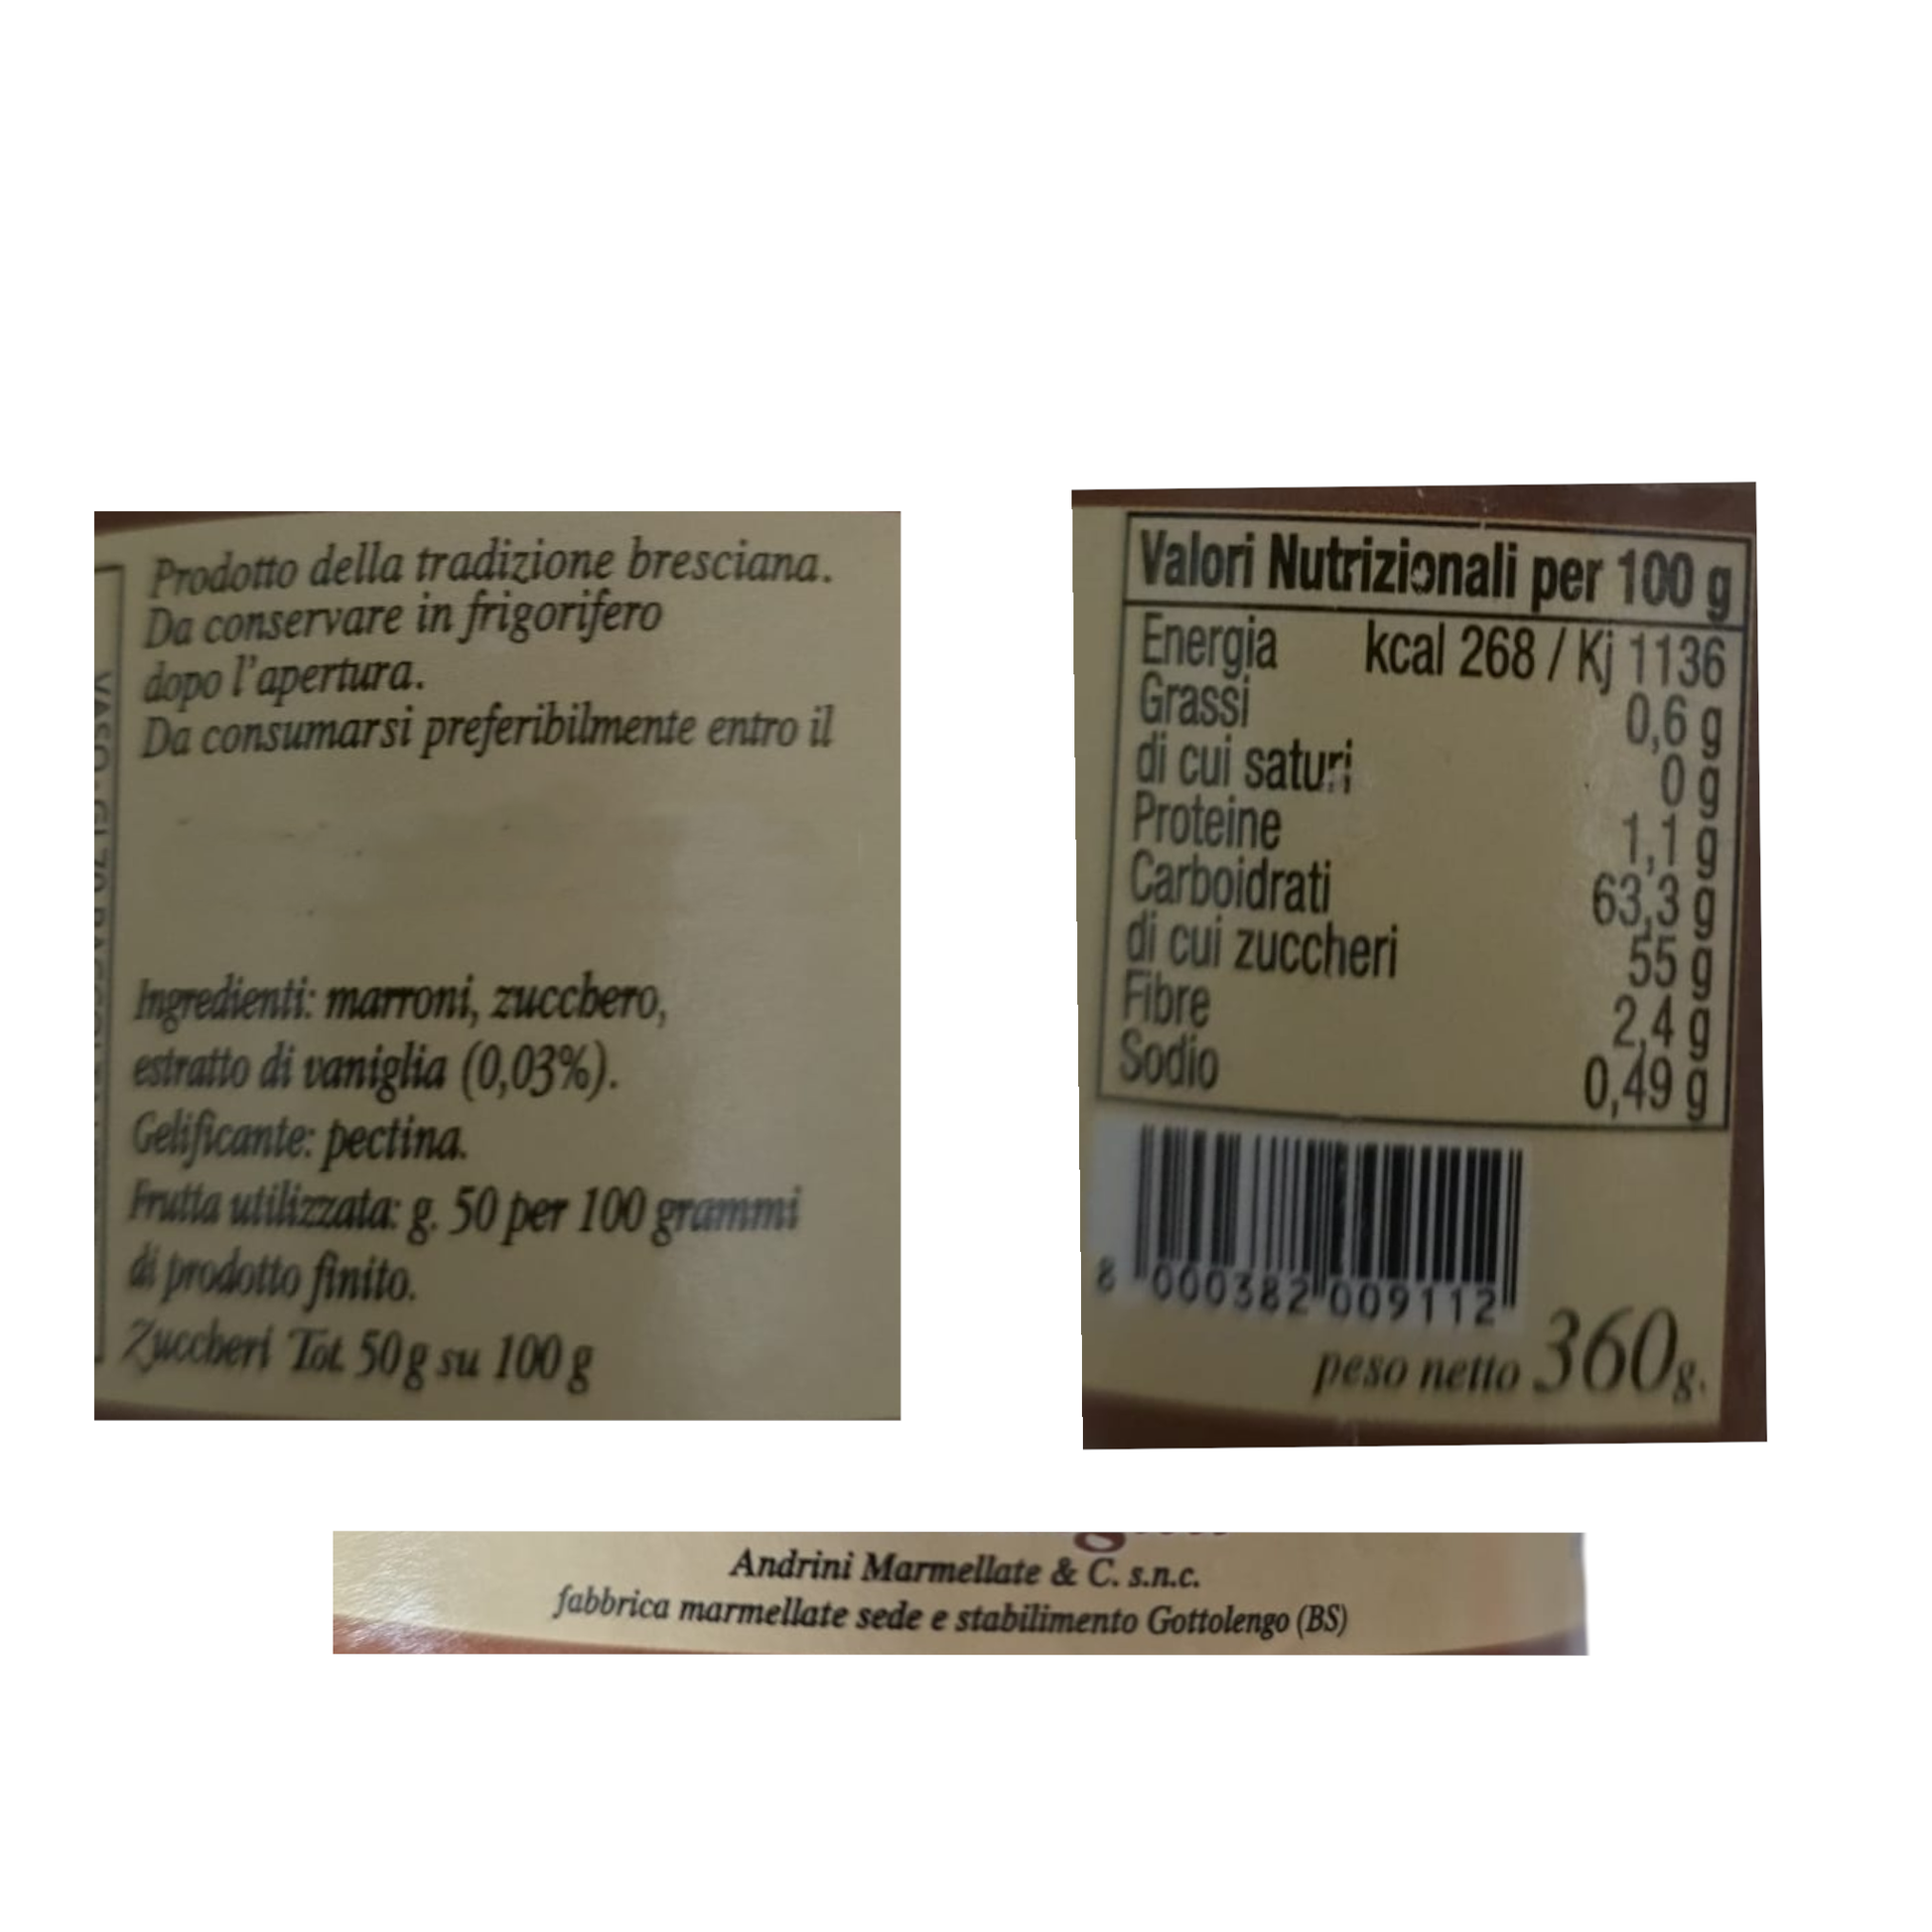 Prodotto della tradizione bresciana.
Da conservare in frigorifero
dopo l'apertura.
Da consumarsi preferibilmente entro il
Ingredienti: marroni, zucchero,
estratto di vaniglia (0,03%).
Gelificante: pectina.
Frutta utilizzata: g. 50 per 100 grammi
di prodotto finito.
Zuccheri Tot. 50 g su 100 g
Valori Nutrizionali per 100 g
Energia kcal 268 / Kj 1136
Grassi 0,6 g
di cui saturi 0 g
Proteine 1,1 g
Carboidrati 63,3 g
di cui zuccheri 55 g
Fibre 2,4 g
Sodio 0,49 g
8 000382 009112
peso netto 360g.
Andrini Marmellate & C. s.n.c.
fabbrica marmellate sede e stabilimento Gottolengo (BS)